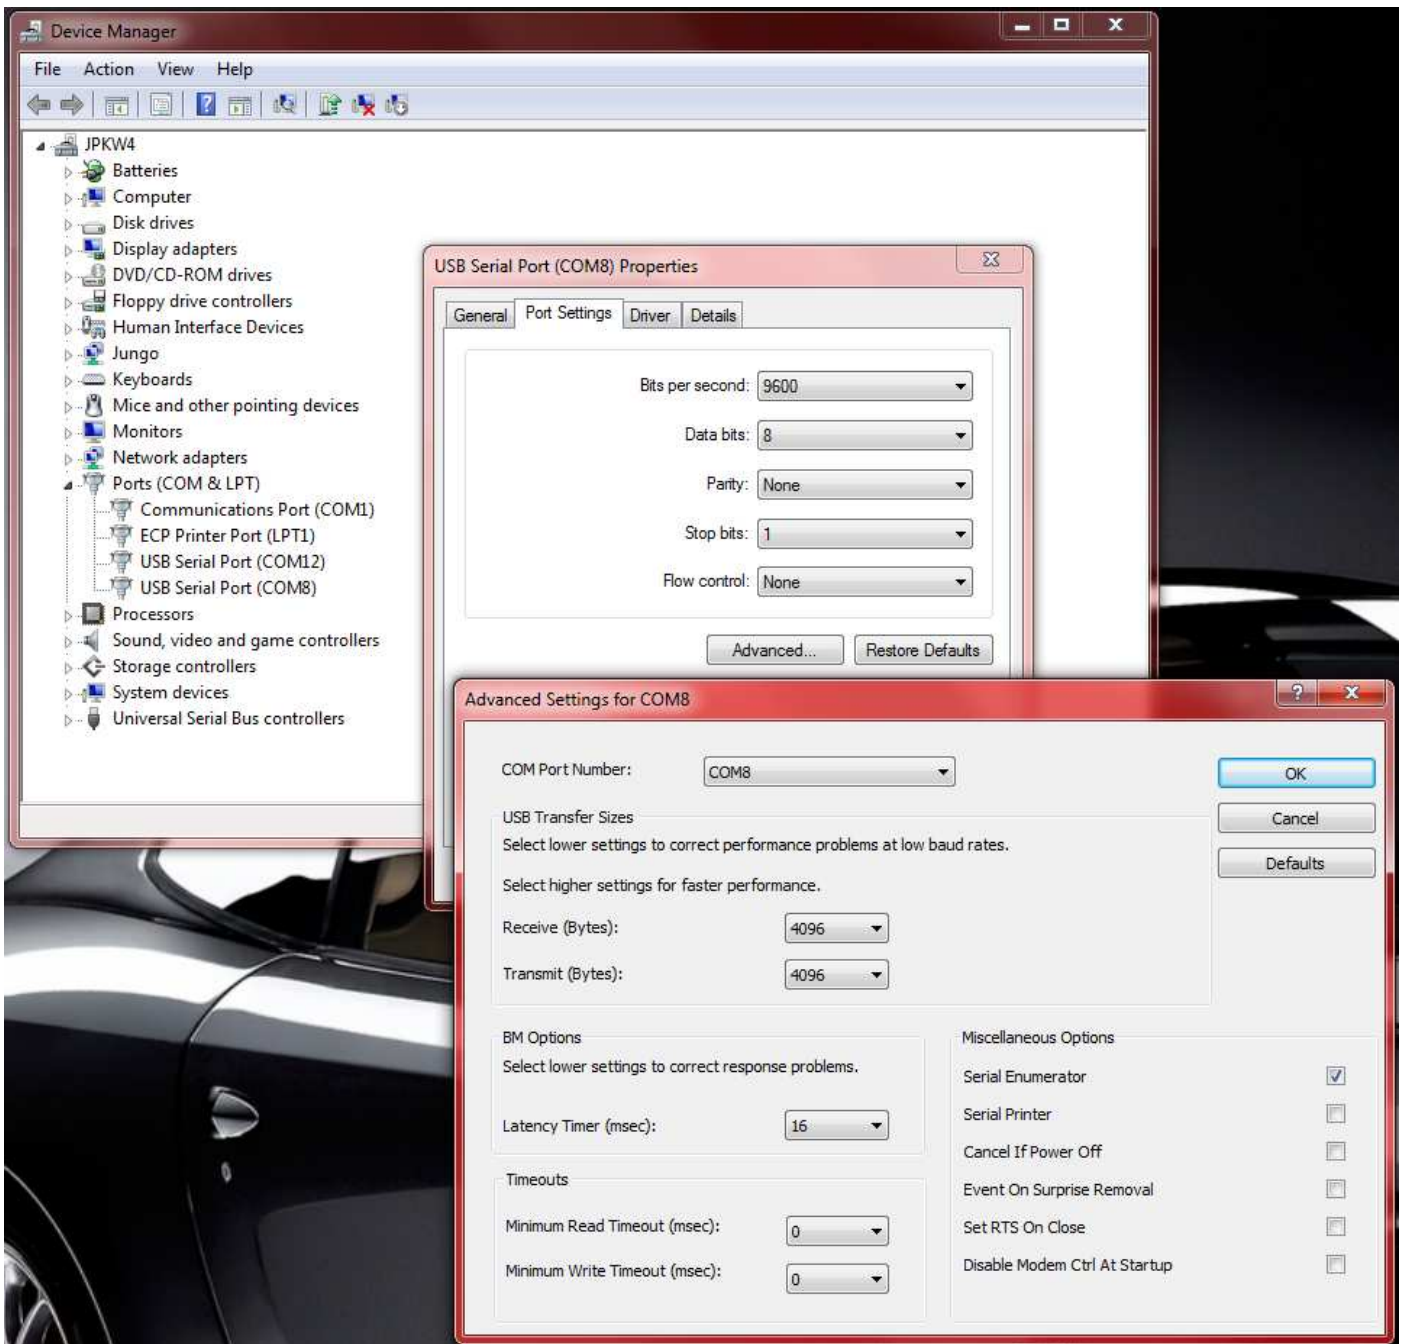 Device Manager
File Action View Help
JPKW4
Batteries
Computer
Disk drives
Display adapters
DVD/CD-ROM drives
Floppy drive controllers
Human Interface Devices
Jungo
Keyboards
Mice and other pointing devices
Monitors
Network adapters
Ports (COM & LPT)
Communications Port (COM1)
ECP Printer Port (LPT1)
USB Serial Port (COM12)
USB Serial Port (COM8)
Processors
Sound, video and game controllers
Storage controllers
System devices
Universal Serial Bus controllers
USB Serial Port (COM8) Properties
General Port Settings Driver Details
Bits per second: 9600
Data bits: 8
Parity: None
Stop bits: 1
Flow control: None
Advanced... Restore Defaults
Advanced Settings for COM8
COM Port Number: COM8
OK
Cancel
Defaults
USB Transfer Sizes
Select lower settings to correct performance problems at low baud rates.
Select higher settings for faster performance.
Receive (Bytes): 4096
Transmit (Bytes): 4096
BM Options
Select lower settings to correct response problems.
Latency Timer (msec): 16
Timeouts
Minimum Read Timeout (msec): 0
Minimum Write Timeout (msec): 0
Miscellaneous Options
Serial Enumerator
Serial Printer
Cancel If Power Off
Event On Surprise Removal
Set RTS On Close
Disable Modem Ctrl At Startup